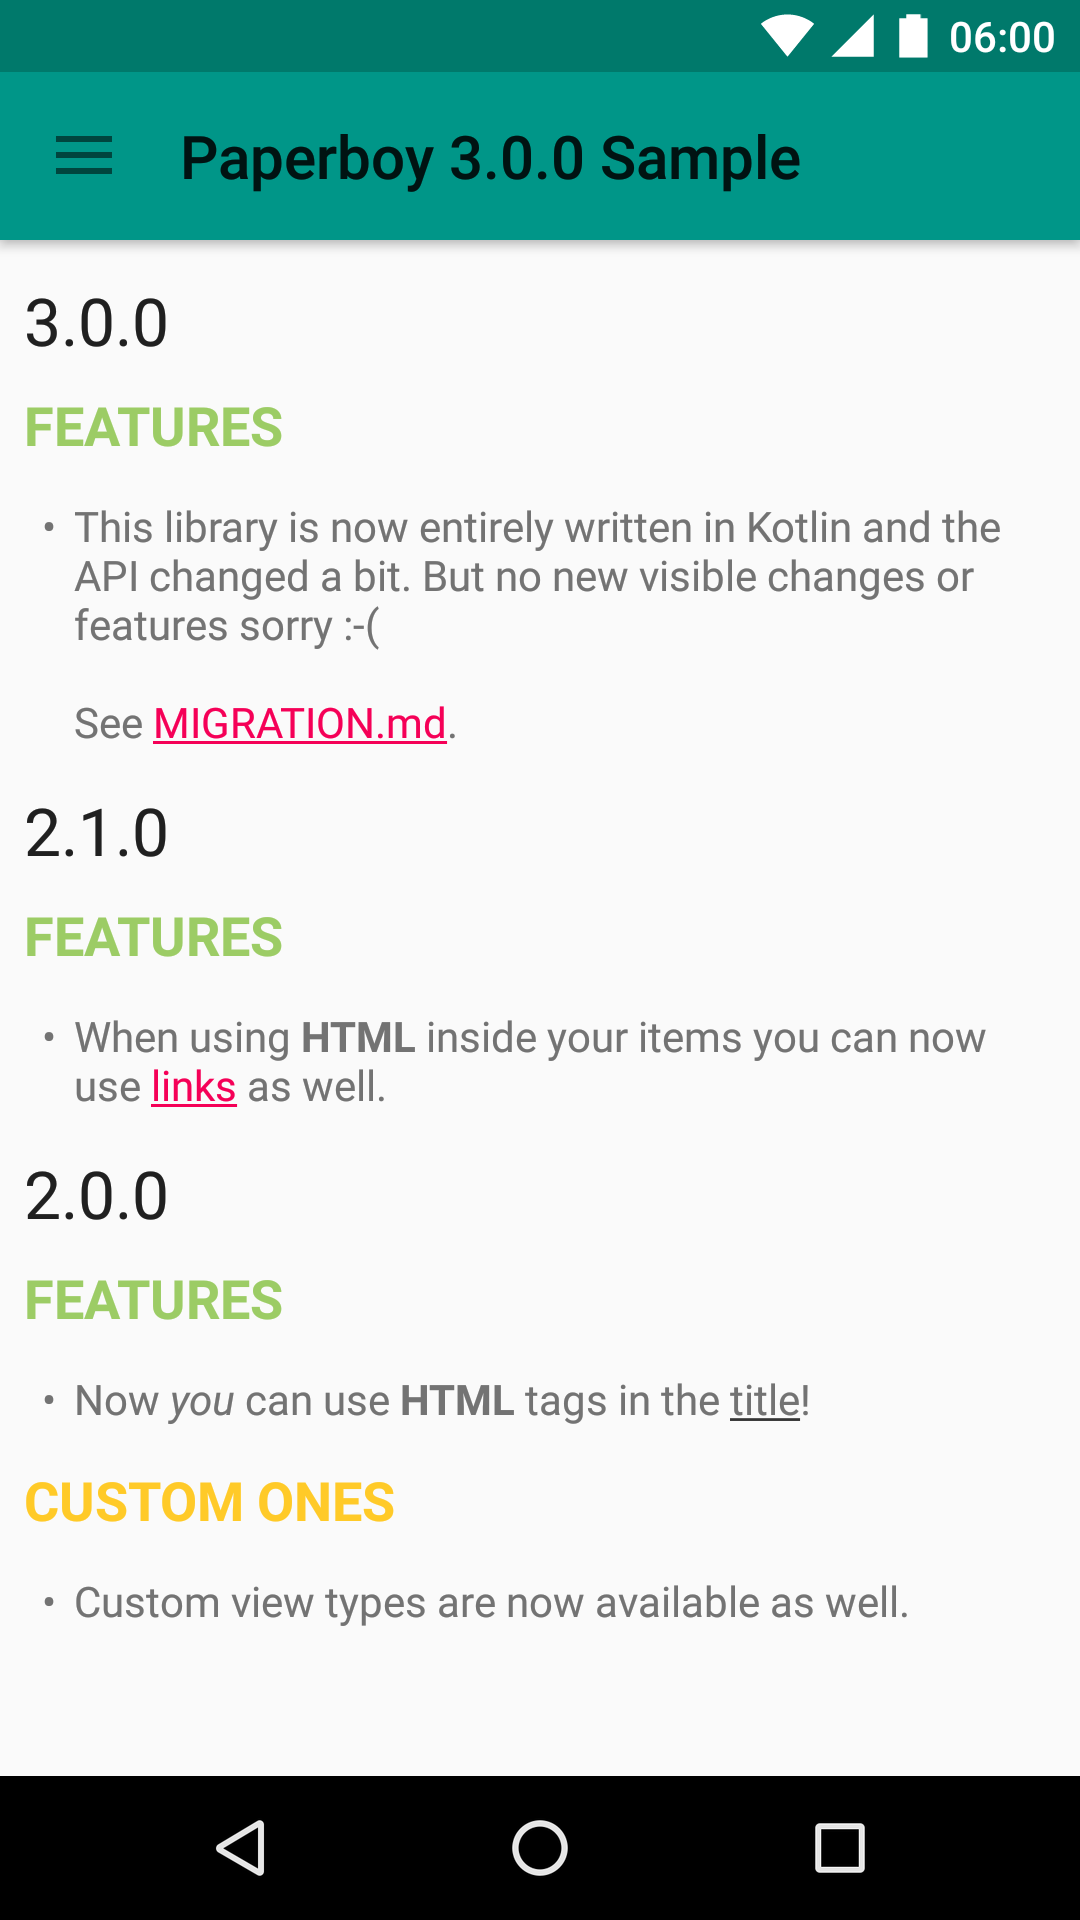 06:00
Paperboy 3.0.0 Sample
3.0.0
FEATURES
• This library is now entirely written in Kotlin and the
API changed a bit. But no new visible changes or
features sorry :-(
See MIGRATION.md.
2.1.0
FEATURES
• When using HTML inside your items you can now
use links as well.
2.0.0
FEATURES
• Now you can use HTML tags in the title!
CUSTOM ONES
• Custom view types are now available as well.